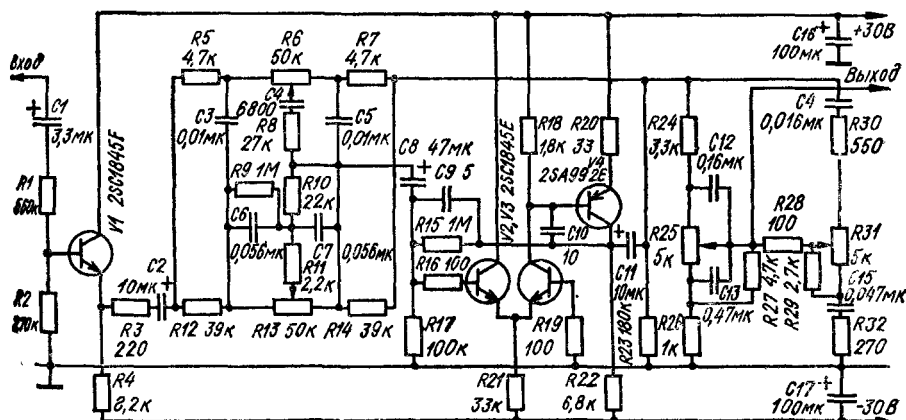 вход
C1
3,3мк
R1
560к
R2
270к
V1 2SC1845F
C2
10мк
R3
220
R4
8,2к
R5
4,7к
R6
50к
R7
4,7к
C3
0,01мк
C4
6800
R8
27к
C5
0,01мк
R9 1М
R10
22к
C6
0,056мк
C7
0,056мк
R11
2,2к
R12 39к
R13 50к
R14 39к
C8 47мк
C9 5
R15 1М
R16 100
R17
100к
V2,V3 2SC1845E
R18
1,8к
R19
100
R20
33
V4
2SA992E
C10
10
C11
10мк
R21
33к
R22
6,8к
R23 180к
R24
3,3к
C12
0,16мк
R25
5к
C13
0,47мк
R26
1к
R27 4,7к
R28
100
R29 2,7к
C4
0,016мк
R30
550
R31
5к
C15
0,047мк
R32
270
C16
100мк
+30В
Выход
C17
100мк
-30В